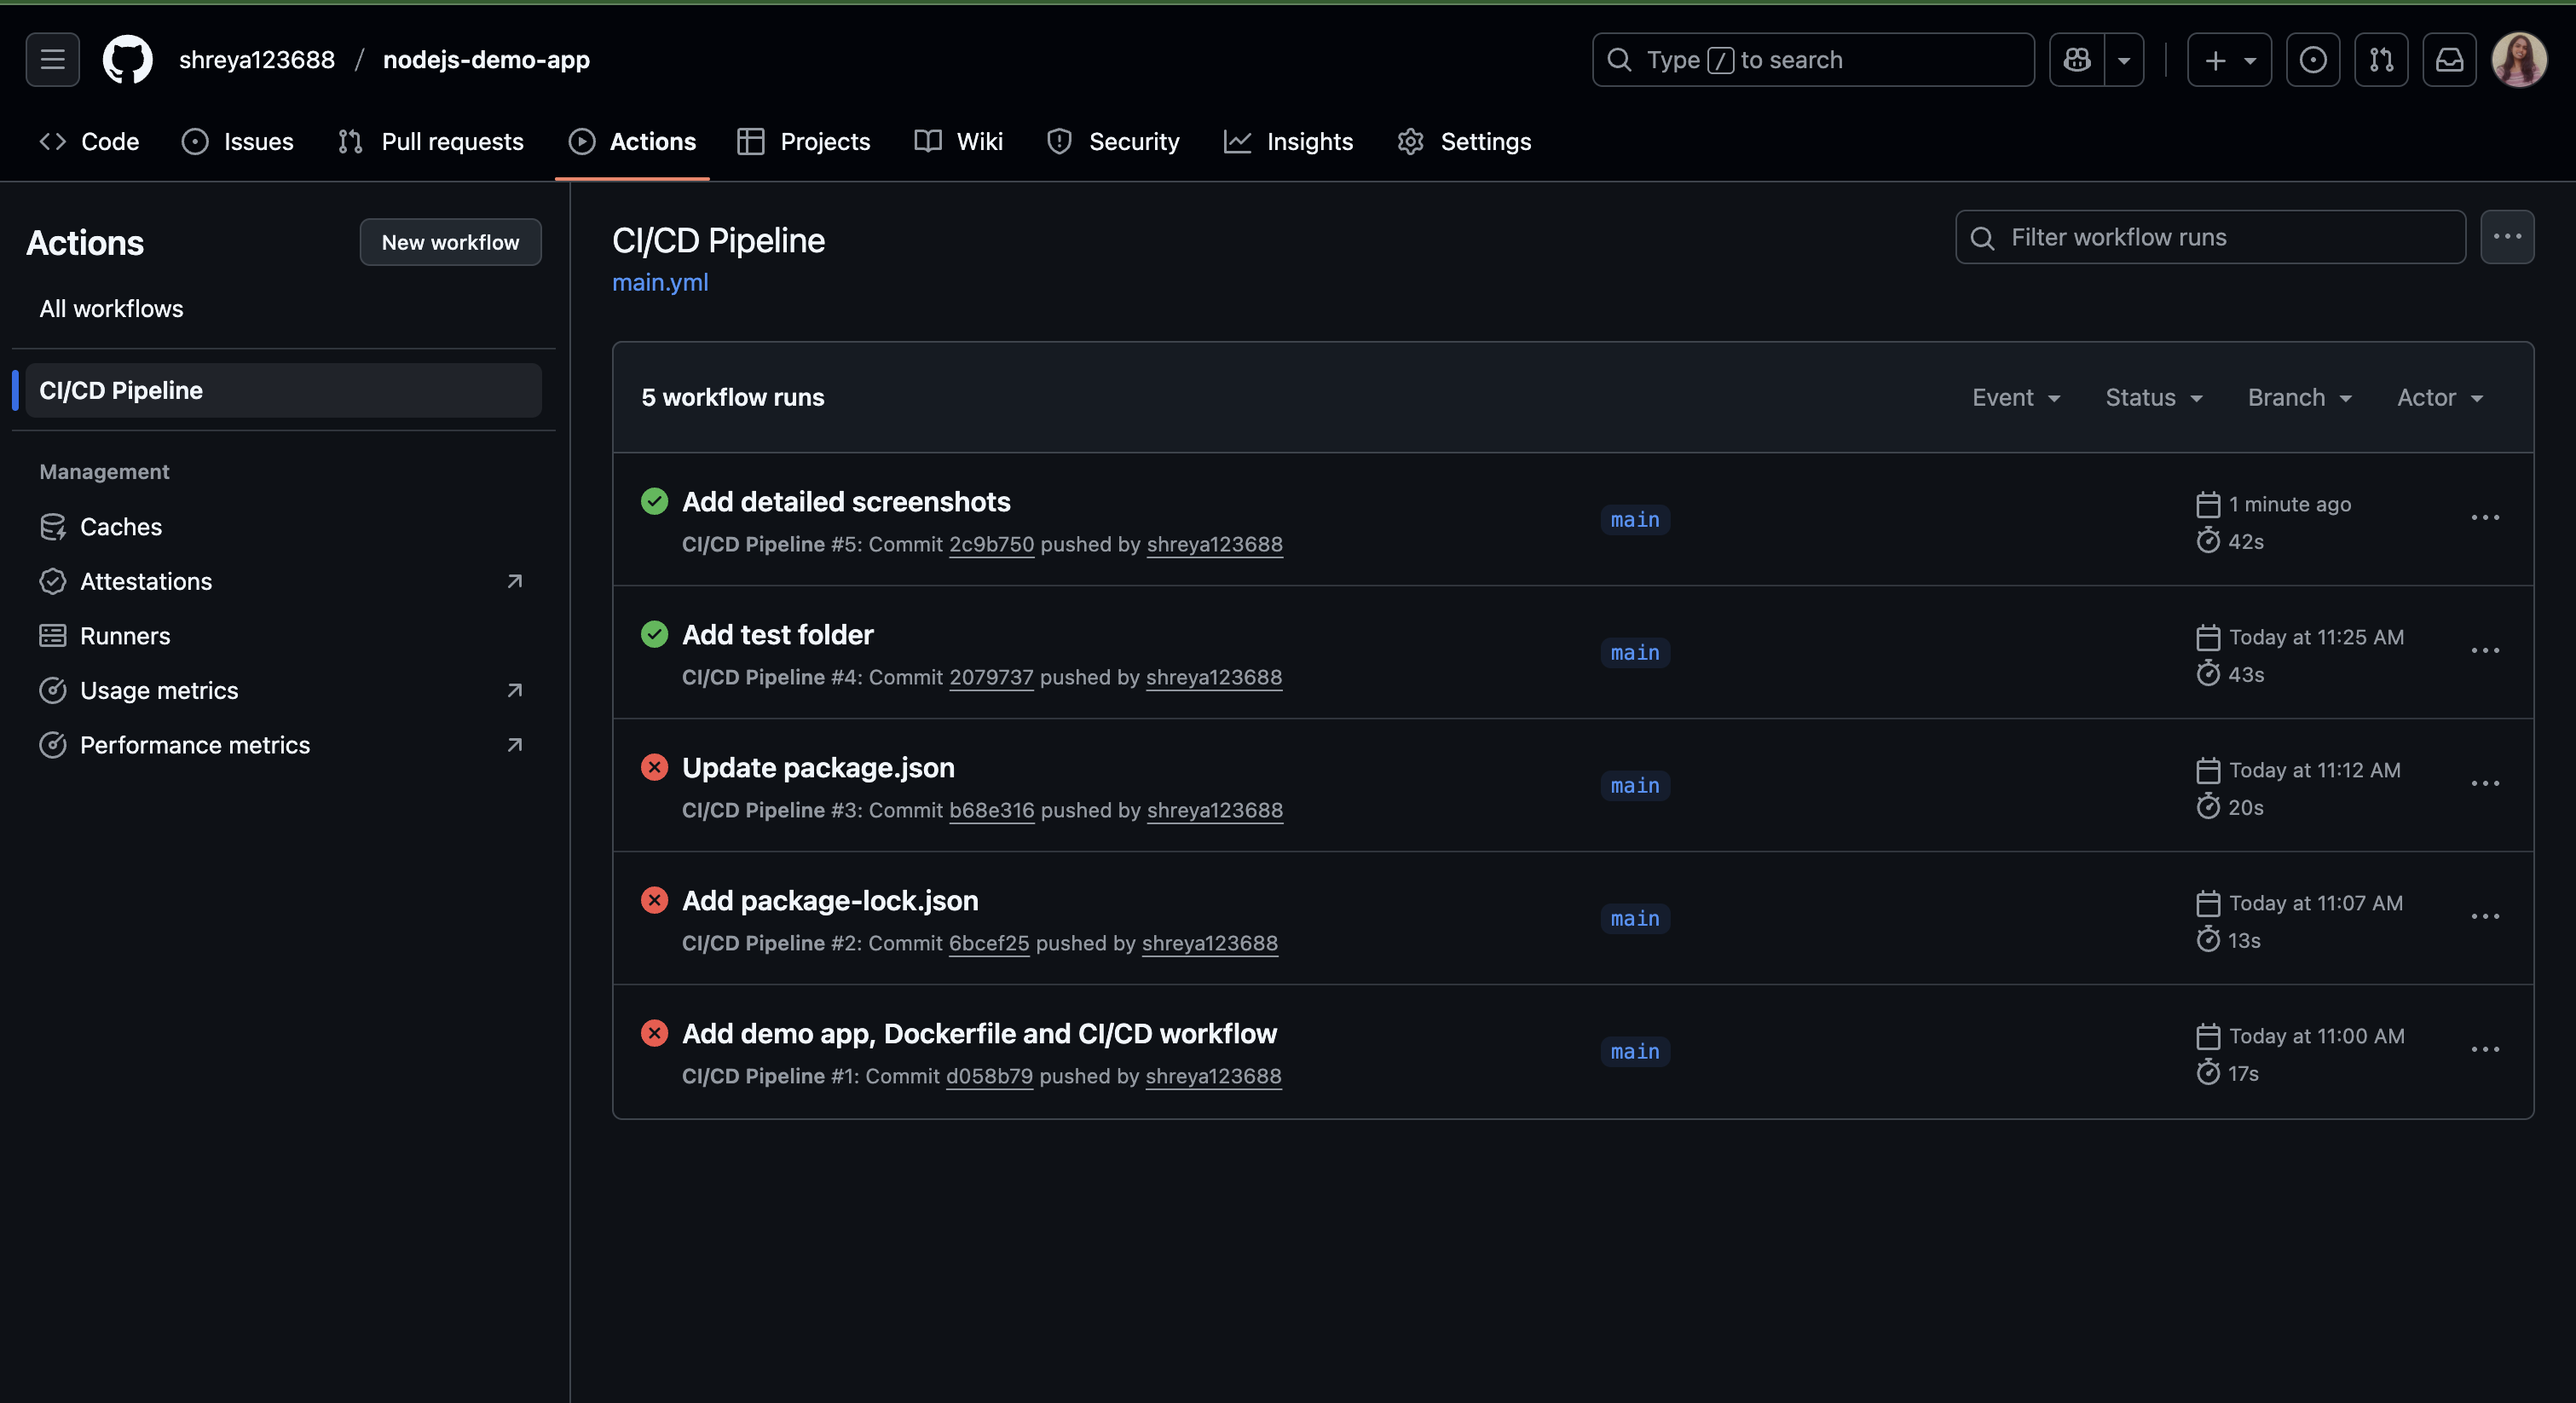 shreya123688 / nodejs-demo-app
Type / to search
Code
Issues
Pull requests
Actions
Projects
Wiki
Security
Insights
Settings
Actions
New workflow
All workflows
CI/CD Pipeline
Management
Caches
Attestations
Runners
Usage metrics
Performance metrics
CI/CD Pipeline
main.yml
Filter workflow runs
5 workflow runs
Event
Status
Branch
Actor
Add detailed screenshots
CI/CD Pipeline #5: Commit 2c9b750 pushed by shreya123688
main
1 minute ago
42s
Add test folder
CI/CD Pipeline #4: Commit 2079737 pushed by shreya123688
main
Today at 11:25 AM
43s
Update package.json
CI/CD Pipeline #3: Commit b68e316 pushed by shreya123688
main
Today at 11:12 AM
20s
Add package-lock.json
CI/CD Pipeline #2: Commit 6bcef25 pushed by shreya123688
main
Today at 11:07 AM
13s
Add demo app, Dockerfile and CI/CD workflow
CI/CD Pipeline #1: Commit d058b79 pushed by shreya123688
main
Today at 11:00 AM
17s